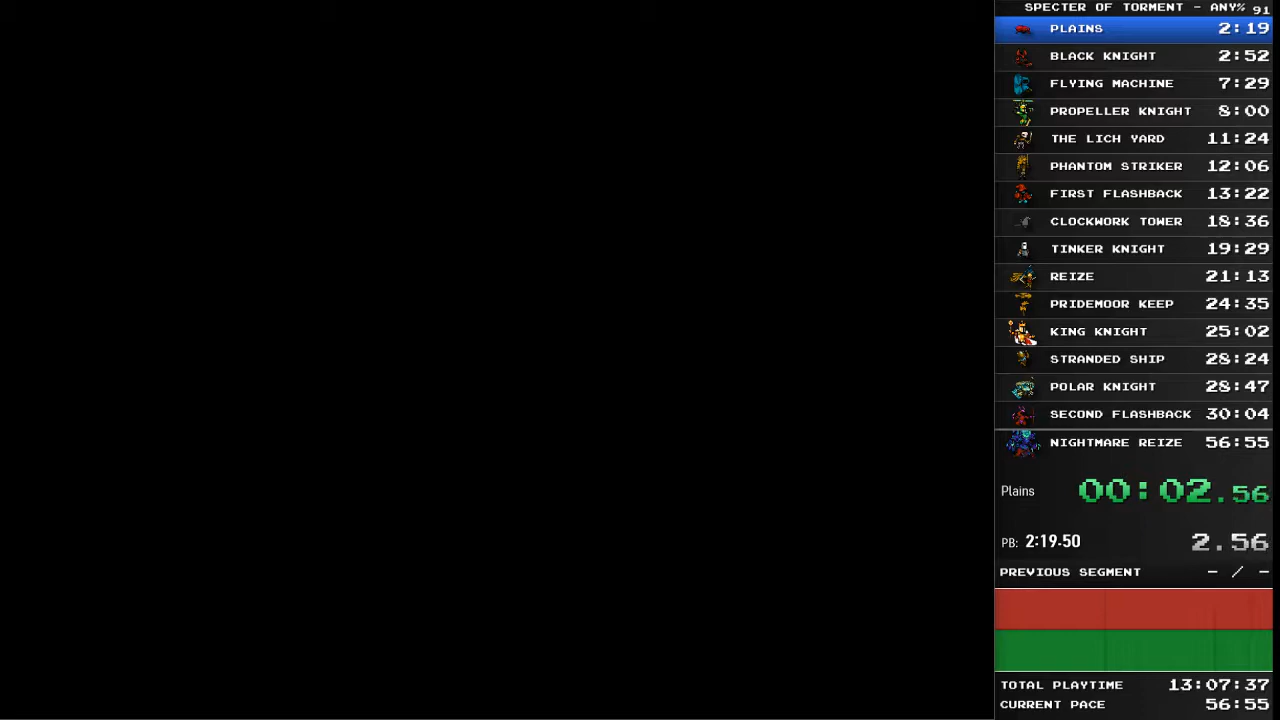 SPECTER OF TORMENT - ANY% 91
PLAINS 2:19
BLACK KNIGHT 2:52
FLYING MACHINE 7:29
PROPELLER KNIGHT 8:00
THE LICH YARD 11:24
PHANTOM STRIKER 12:06
FIRST FLASHBACK 13:22
CLOCKWORK TOWER 18:36
TINKER KNIGHT 19:29
REIZE 21:13
PRIDEMOOR KEEP 24:35
KING KNIGHT 25:02
STRANDED SHIP 28:24
POLAR KNIGHT 28:47
SECOND FLASHBACK 30:04
NIGHTMARE REIZE 56:55
Plains 00:02.56
PB: 2:19.50 2.56
PREVIOUS SEGMENT - / -
TOTAL PLAYTIME 13:07:37
CURRENT PACE 56:55